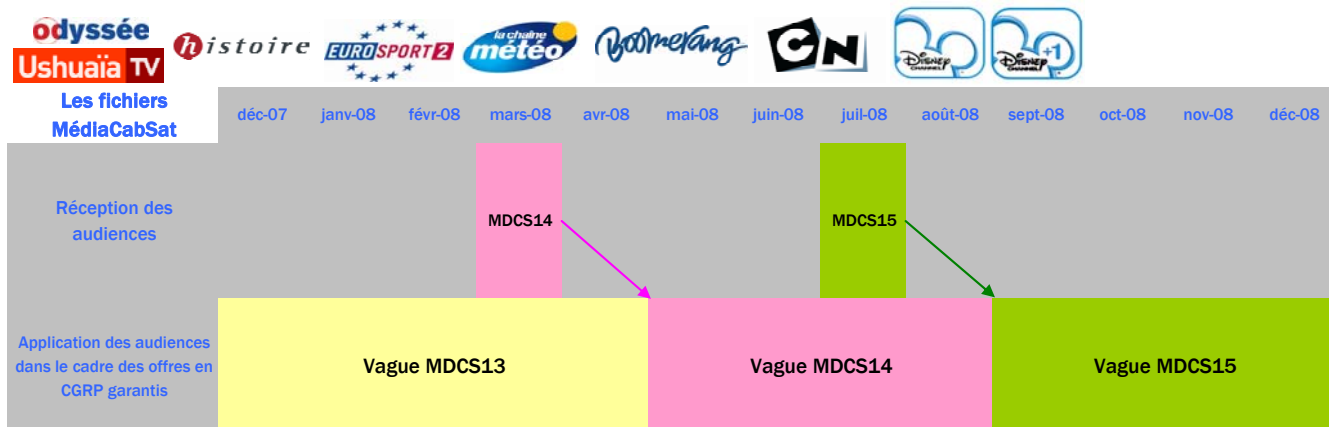 odyssée
Ushuaïa TV
histoire
EUROSPORT 2
la chaîne
météo
Boomerang
CN
Disney
CHANNEL
Disney
CHANNEL
+1
Les fichiers
MédiaCabSat
déc-07 janv-08 févr-08 mars-08 avr-08 mai-08 juin-08 juil-08 août-08 sept-08 oct-08 nov-08 déc-08
Réception des
audiences
MDCS14
MDCS15
Application des audiences
dans le cadre des offres en
CGRP garantis
Vague MDCS13
Vague MDCS14
Vague MDCS15